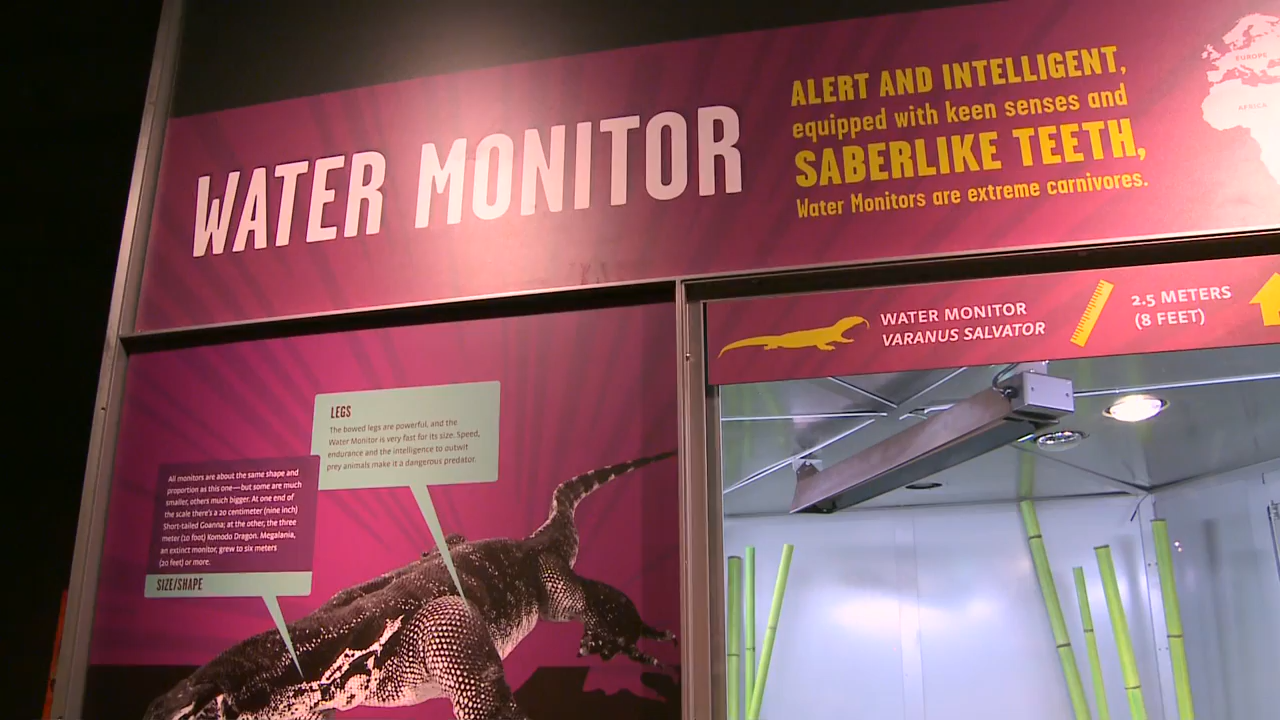 WATER MONITOR
ALERT AND INTELLIGENT,
equipped with keen senses and
SABERLIKE TEETH,
Water Monitors are extreme carnivores.
EUROPE
AFRICA
WATER MONITOR
VARANUS SALVATOR
2.5 METERS
(8 FEET)
LEGS
The bowed legs are powerful, and the
Water Monitor is very fast for its size. Speed,
endurance and the intelligence to outwit
prey animals make it a dangerous predator.
All monitors are about the same shape and
proportion as this one—but some are much
smaller, others much bigger. At one end of
the scale there's a 20 centimeter (nine inch)
Short-tailed Goanna; at the other, the three
meter (10 foot) Komodo Dragon. Megalania,
an extinct monitor, grew to six meters
(20 feet) or more.
SIZE/SHAPE